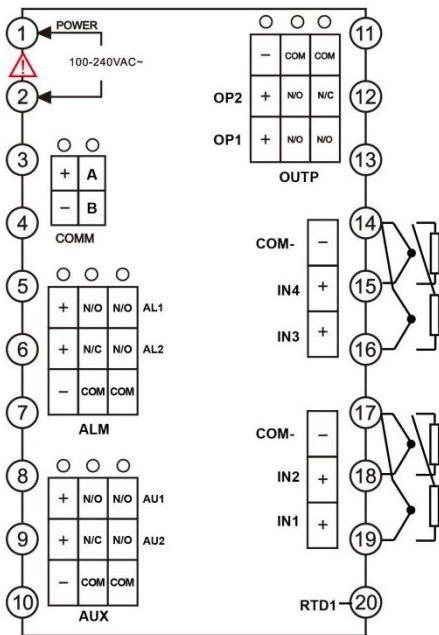 1 POWER 11
100-240VAC~
2
− COM COM
OP2 + N/O N/C 12
OP1 + N/O N/O
OUTP
3 13
+ A
− B
4
COMM
14
COM- −
IN4 + 15
IN3 + 16
5
+ N/O N/O AL1
6 + N/C N/O AL2
− COM COM
7
ALM
17
COM- −
IN2 + 18
IN1 + 19
8
+ N/O N/O AU1
9 + N/C N/O AU2
− COM COM
10
AUX
RTD1 20